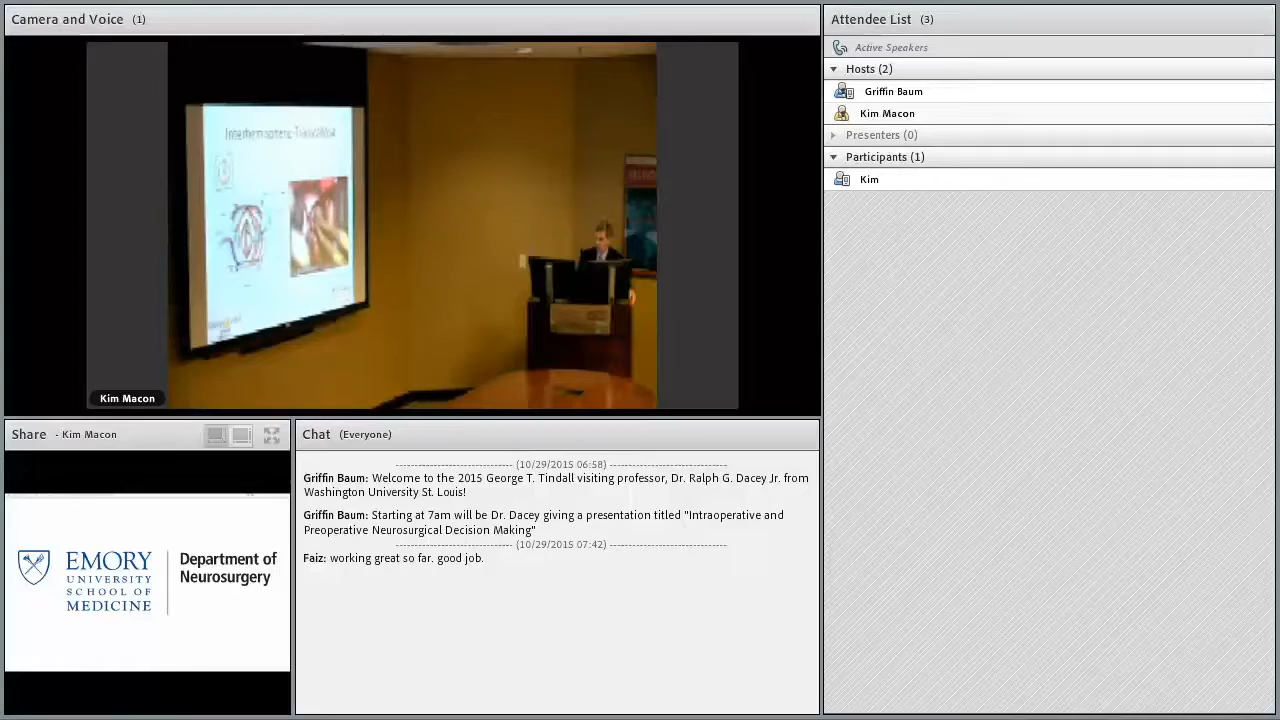 Camera and Voice (1)
Kim Macon
Share - Kim Macon
EMORY
UNIVERSITY
SCHOOL OF
MEDICINE
Department of
Neurosurgery
Chat (Everyone)
(10/29/2015 06:58)
Griffin Baum: Welcome to the 2015 George T. Tindall visiting professor, Dr. Ralph G. Dacey Jr. from
Washington University St. Louis!
Griffin Baum: Starting at 7am will be Dr. Dacey giving a presentation titled "Intraoperative and
Preoperative Neurosurgical Decision Making"
(10/29/2015 07:42)
Faiz: working great so far. good job.
Attendee List (3)
Active Speakers
Hosts (2)
Griffin Baum
Kim Macon
Presenters (0)
Participants (1)
Kim